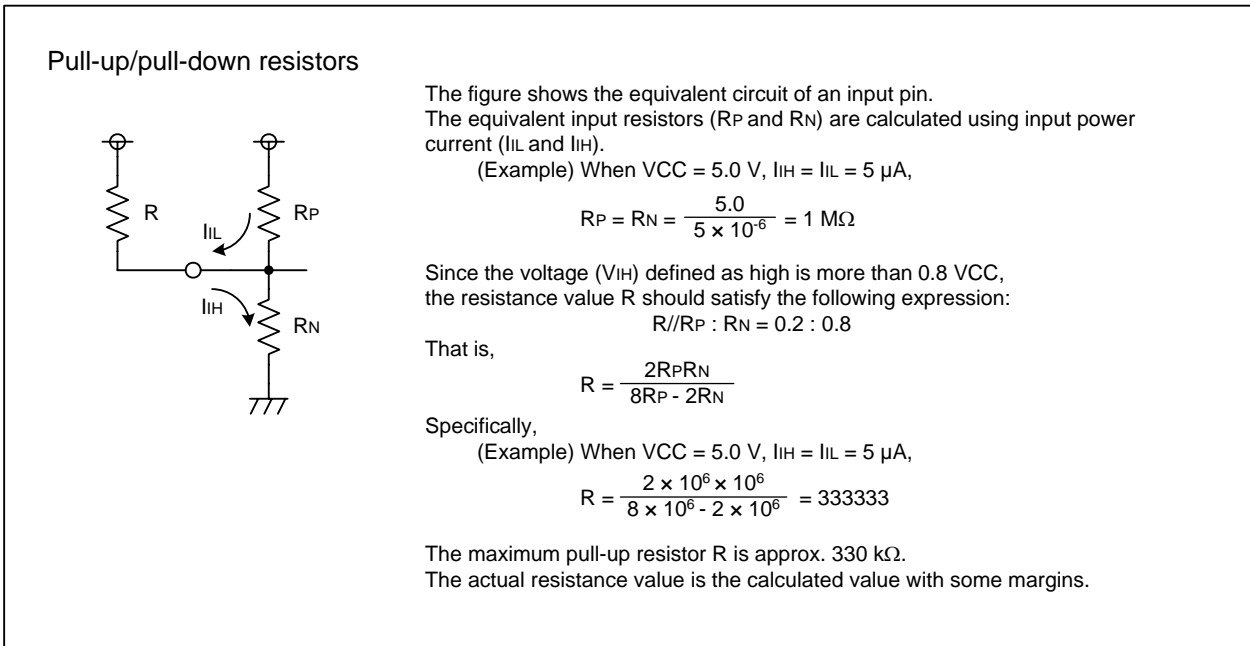 Pull-up/pull-down resistors
The figure shows the equivalent circuit of an input pin.
The equivalent input resistors (RP and RN) are calculated using input power
current (IIL and IIH).
(Example) When VCC = 5.0 V, IIH = IIL = 5 μA,
RP = RN = 5.0 / 5 × 10⁻⁶ = 1 MΩ
R
RP
IIL
IIH
RN
Since the voltage (VIH) defined as high is more than 0.8 VCC,
the resistance value R should satisfy the following expression:
R//RP : RN = 0.2 : 0.8
That is,
R = 2RPRN / 8RP - 2RN
Specifically,
(Example) When VCC = 5.0 V, IIH = IIL = 5 μA,
R = 2 × 10⁶ × 10⁶ / 8 × 10⁶ - 2 × 10⁶ = 333333
The maximum pull-up resistor R is approx. 330 kΩ.
The actual resistance value is the calculated value with some margins.